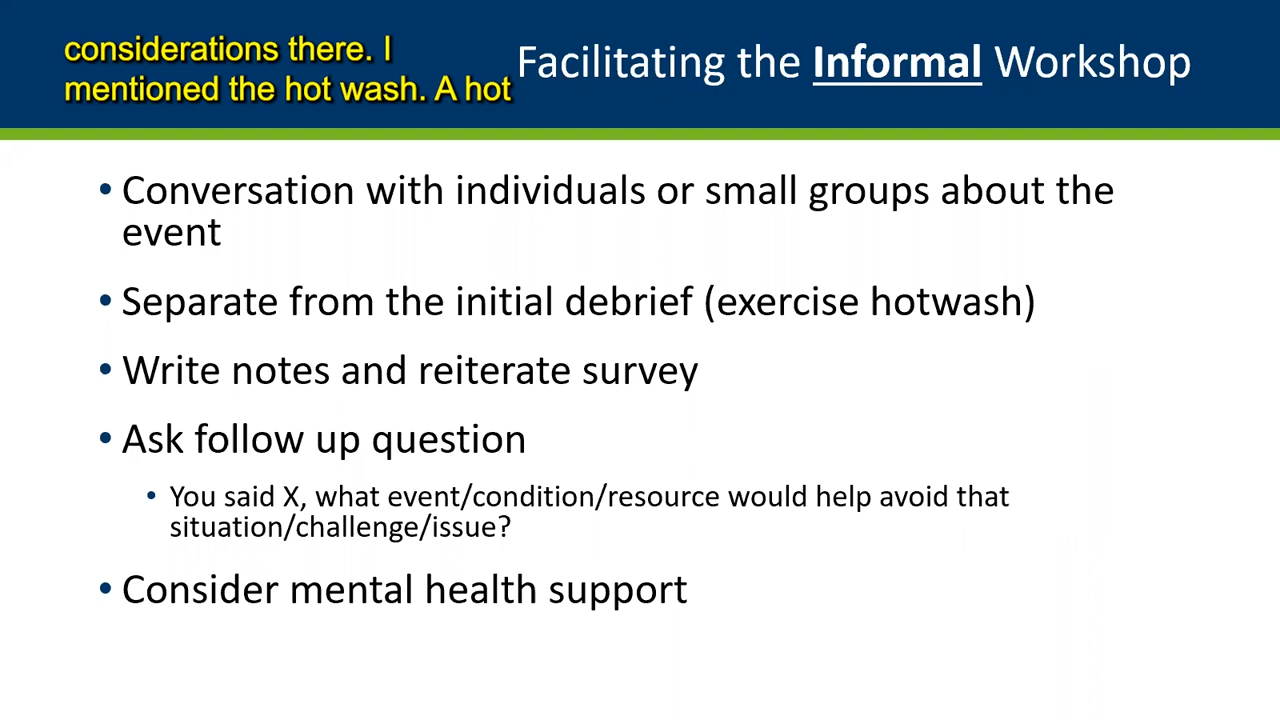 considerations there. I
mentioned the hot wash. A hot
Facilitating the Informal Workshop
• Conversation with individuals or small groups about the
event
• Separate from the initial debrief (exercise hotwash)
• Write notes and reiterate survey
• Ask follow up question
• You said X, what event/condition/resource would help avoid that
situation/challenge/issue?
• Consider mental health support